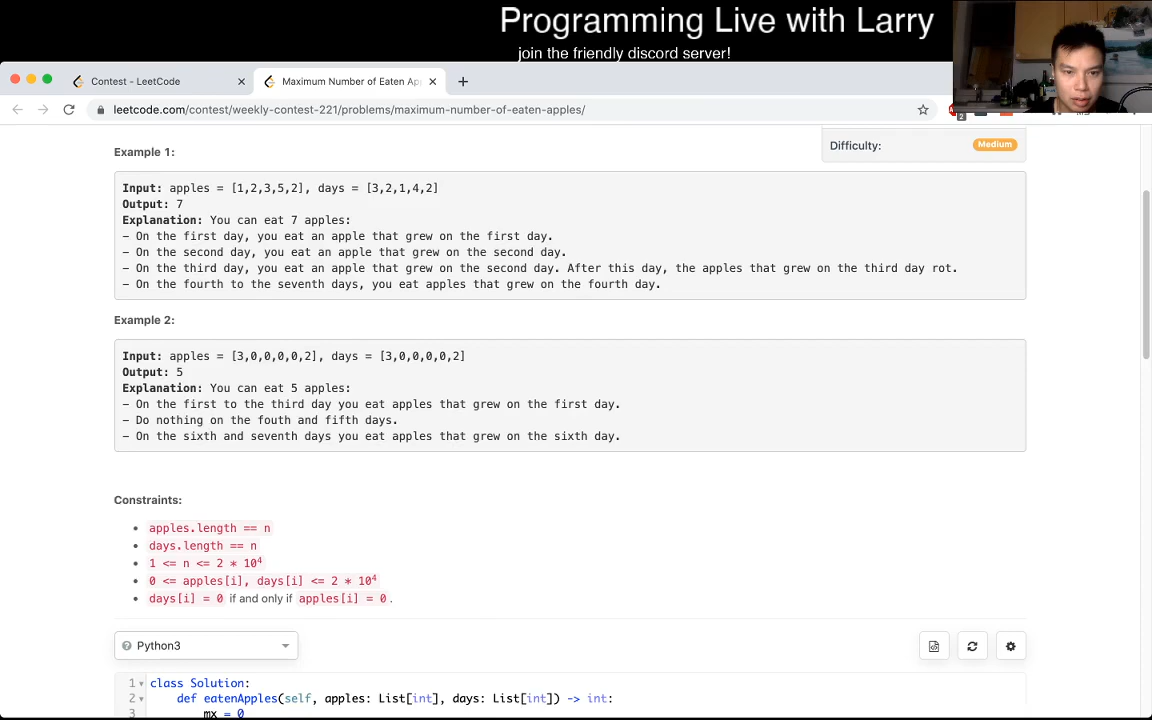 Programming Live with Larry
join the friendly discord server!
Contest - LeetCode
Maximum Number of Eaten Ap
leetcode.com/contest/weekly-contest-221/problems/maximum-number-of-eaten-apples/
2
Example 1:
Difficulty:
Medium
Input: apples = [1,2,3,5,2], days = [3,2,1,4,2]
Output: 7
Explanation: You can eat 7 apples:
- On the first day, you eat an apple that grew on the first day.
- On the second day, you eat an apple that grew on the second day.
- On the third day, you eat an apple that grew on the second day. After this day, the apples that grew on the third day rot.
- On the fourth to the seventh days, you eat apples that grew on the fourth day.
Example 2:
Input: apples = [3,0,0,0,0,2], days = [3,0,0,0,0,2]
Output: 5
Explanation: You can eat 5 apples:
- On the first to the third day you eat apples that grew on the first day.
- Do nothing on the fouth and fifth days.
- On the sixth and seventh days you eat apples that grew on the sixth day.
Constraints:
• apples.length == n
• days.length == n
• 1 <= n <= 2 * 10⁴
• 0 <= apples[i], days[i] <= 2 * 10⁴
• days[i] = 0 if and only if apples[i] = 0.
Python3
1 class Solution:
2 def eatenApples(self, apples: List[int], days: List[int]) -> int:
3 mx = 0